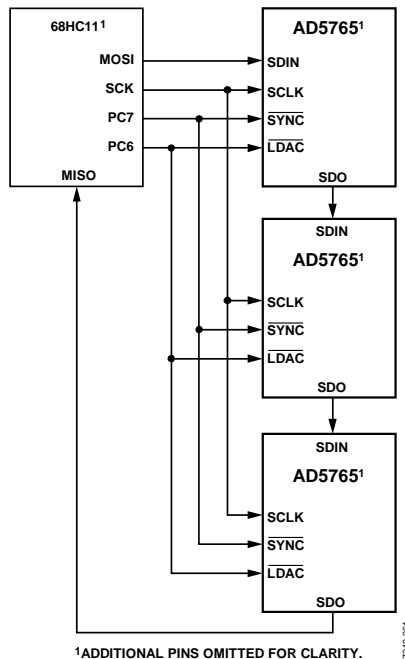 68HC11¹
AD5765¹
MOSI
SDIN
SCK
SCLK
PC7
SYNC
PC6
LDAC
MISO
SDO
SDIN
AD5765¹
SCLK
SYNC
LDAC
SDO
SDIN
AD5765¹
SCLK
SYNC
LDAC
SDO
¹ADDITIONAL PINS OMITTED FOR CLARITY.